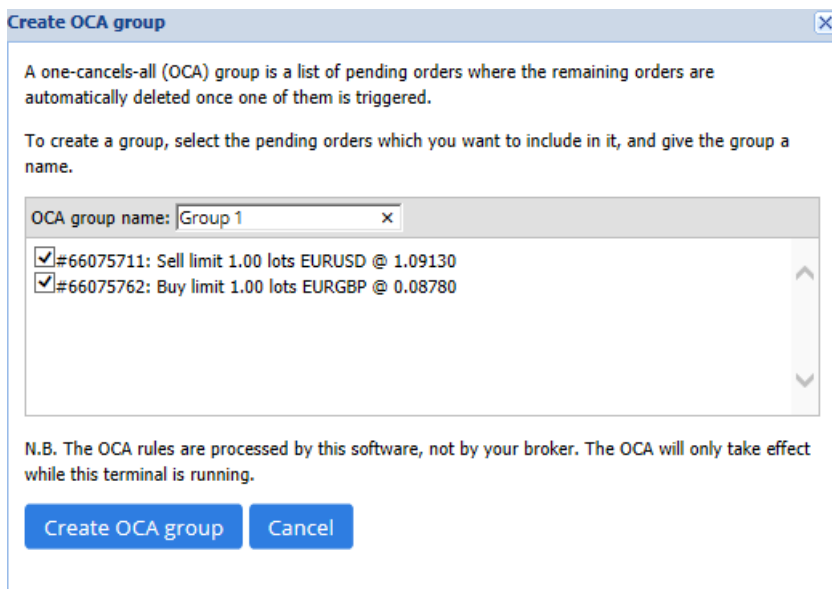 Create OCA group
A one-cancels-all (OCA) group is a list of pending orders where the remaining orders are
automatically deleted once one of them is triggered.
To create a group, select the pending orders which you want to include in it, and give the group a
name.
OCA group name: Group 1
#66075711: Sell limit 1.00 lots EURUSD @ 1.09130
#66075762: Buy limit 1.00 lots EURGBP @ 0.08780
N.B. The OCA rules are processed by this software, not by your broker. The OCA will only take effect
while this terminal is running.
Create OCA group Cancel